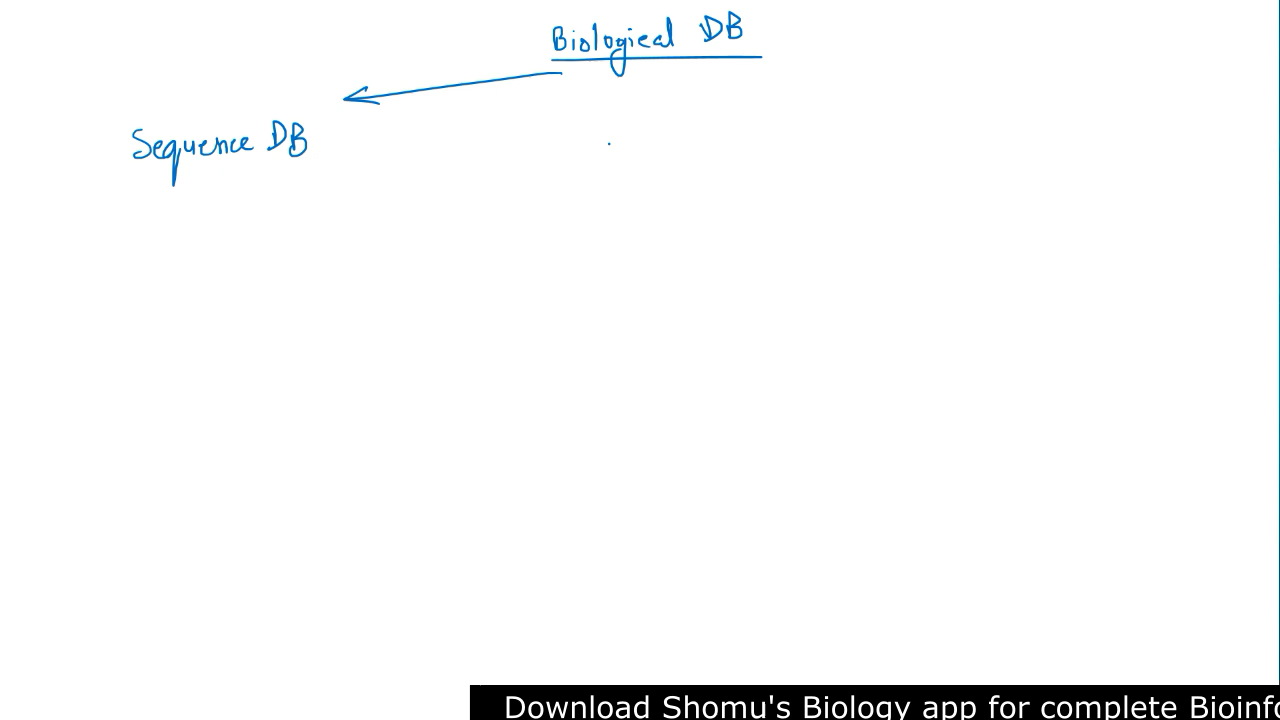 Biological DB
Sequence DB
Download Shomu's Biology app for complete Bioinfo